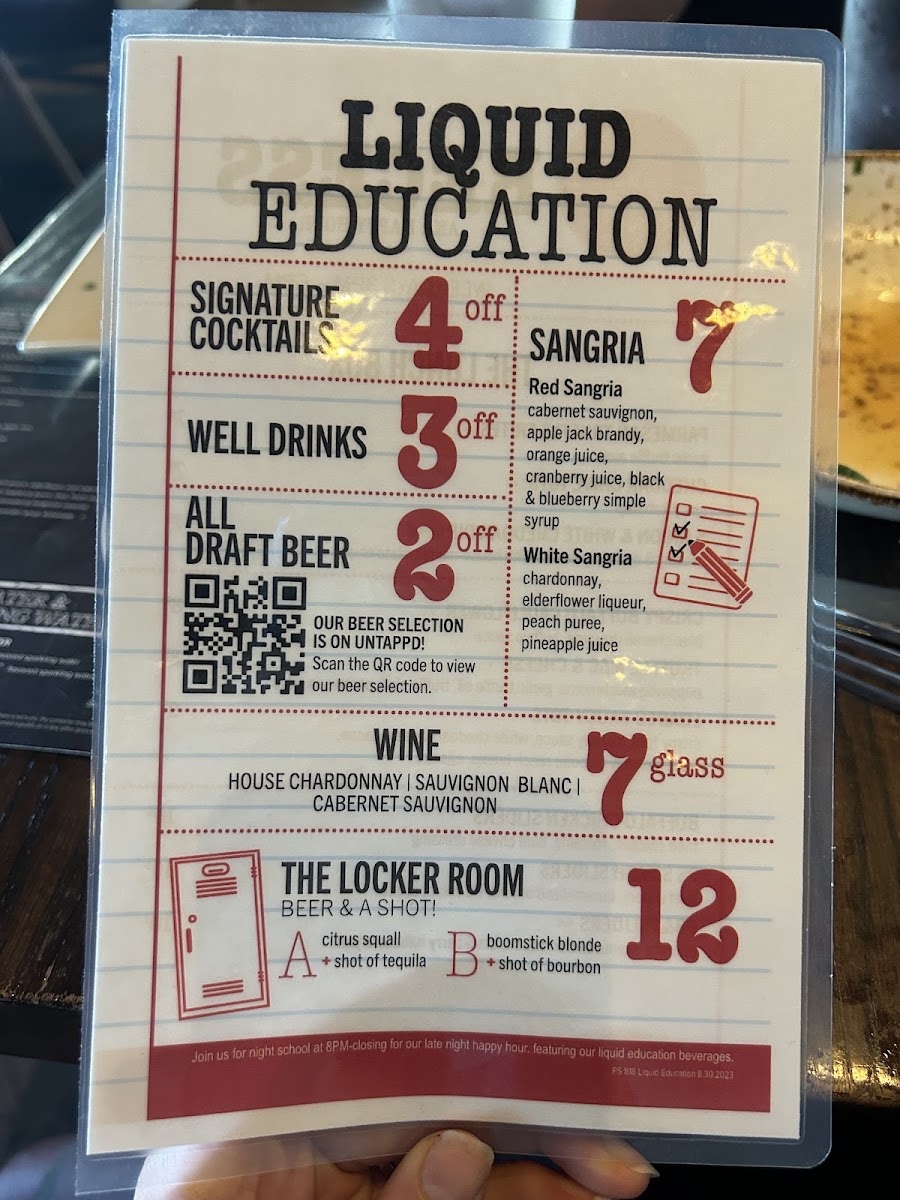 LIQUID
EDUCATION
SIGNATURE
COCKTAILS
4 off
WELL DRINKS
3 off
ALL
DRAFT BEER
2 off
OUR BEER SELECTION
IS ON UNTAPPD!
Scan the QR code to view
our beer selection.
SANGRIA
7
Red Sangria
cabernet sauvignon,
apple jack brandy,
orange juice,
cranberry juice, black
& blueberry simple
syrup
White Sangria
chardonnay,
elderflower liqueur,
peach puree,
pineapple juice
WINE
HOUSE CHARDONNAY | SAUVIGNON BLANC |
CABERNET SAUVIGNON
7 glass
THE LOCKER ROOM
BEER & A SHOT!
12
A citrus squall
+ shot of tequila
B boomstick blonde
+ shot of bourbon
Join us for night school at 8PM-closing for our late night happy hour. featuring our liquid education beverages.
PS 818 Liquid Education 8.30.2023